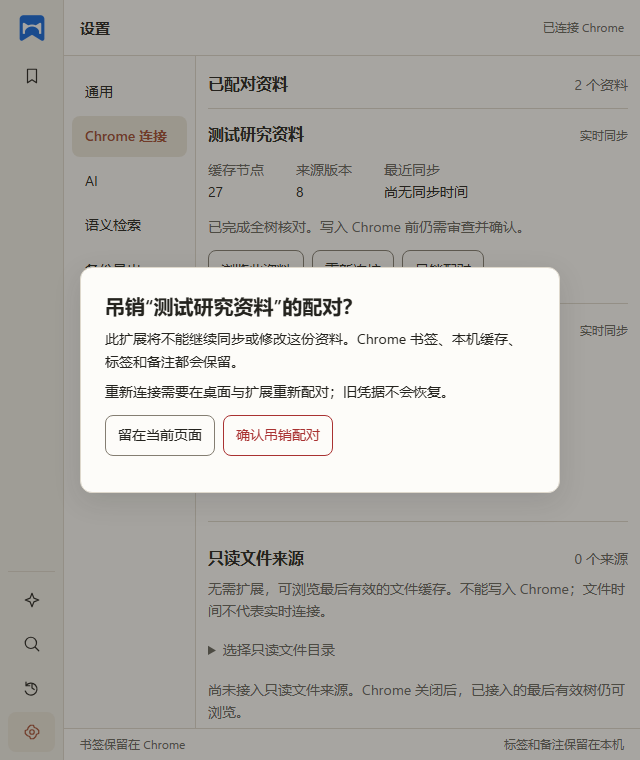 设置
已连接 Chrome
通用
Chrome 连接
AI
语义检索
已配对资料
2 个资料
测试研究资料
实时同步
缓存节点 来源版本 最近同步
27 8 尚无同步时间
已完成全树核对。写入 Chrome 前仍需审查并确认。
吊销“测试研究资料”的配对？
此扩展将不能继续同步或修改这份资料。Chrome 书签、本机缓存、
标签和备注都会保留。
重新连接需要在桌面与扩展重新配对；旧凭据不会恢复。
留在当前页面
确认吊销配对
实时同步
只读文件来源
0 个来源
无需扩展，可浏览最后有效的文件缓存。不能写入 Chrome；文件时
间不代表实时连接。
选择只读文件目录
尚未接入只读文件来源。Chrome 关闭后，已接入的最后有效树仍可
浏览。
书签保留在 Chrome
标签和备注保留在本机